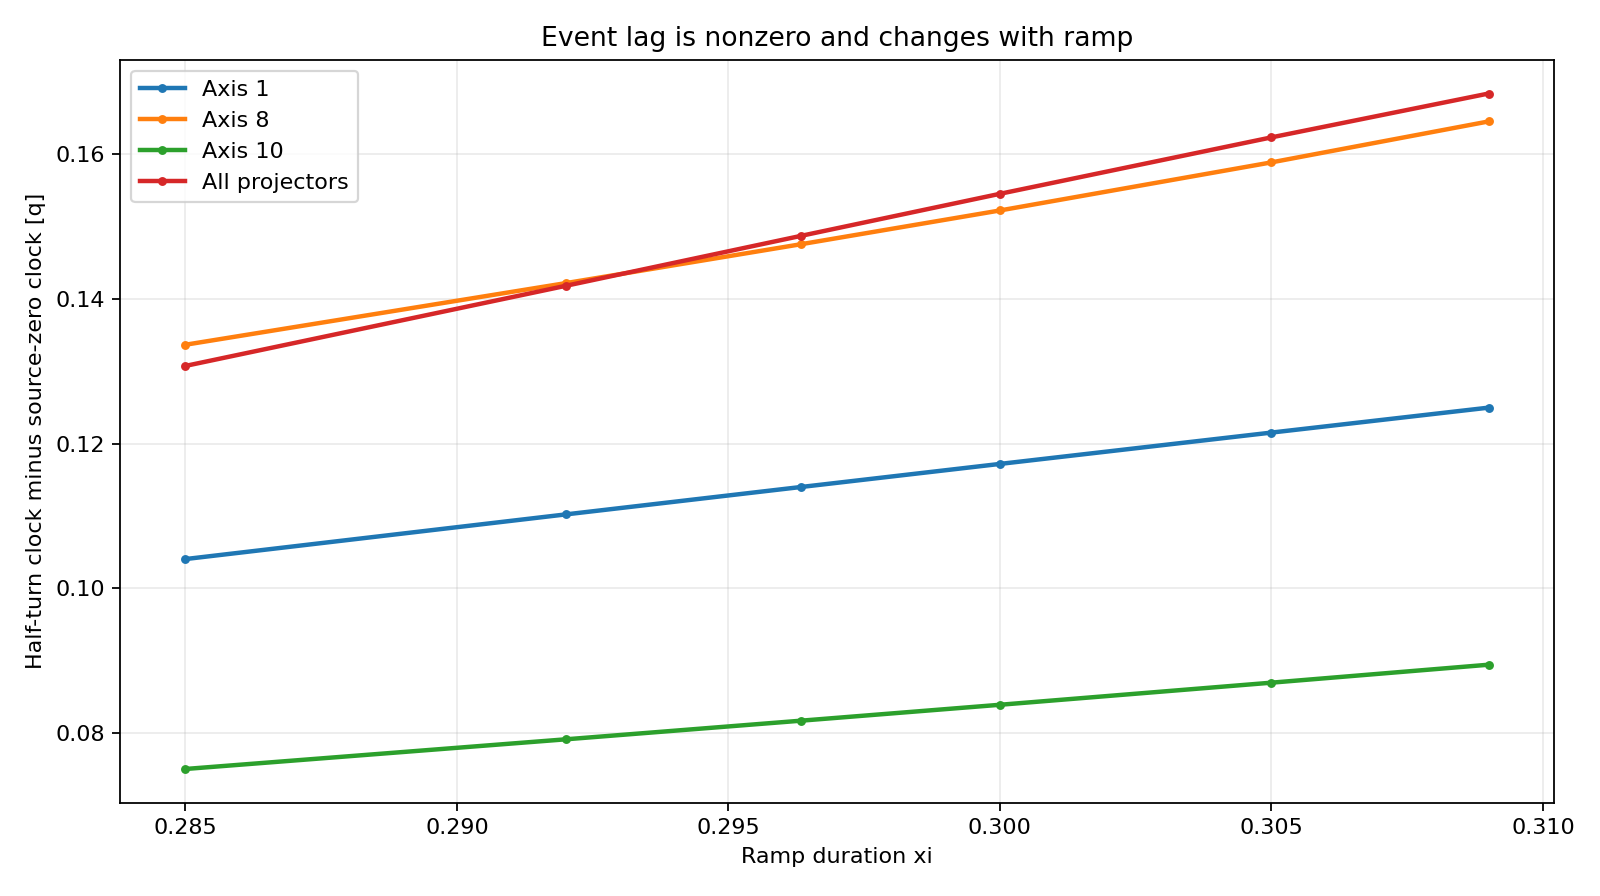 Event lag is nonzero and changes with ramp
Axis 1
Axis 8
Axis 10
All projectors
Half-turn clock minus source-zero clock [q]
0.16
0.14
0.12
0.10
0.08
0.285 0.290 0.295 0.300 0.305 0.310
Ramp duration xi